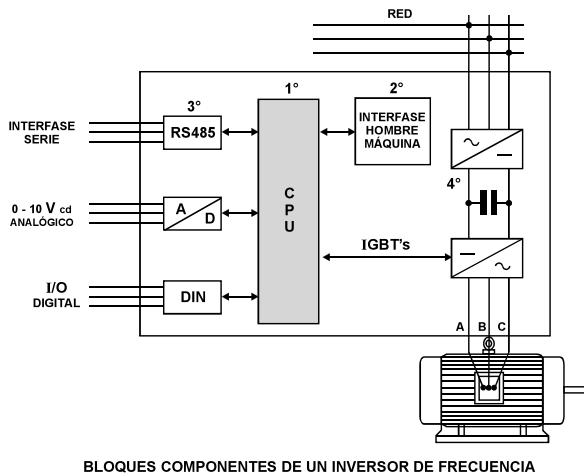 RED
3°
1°
2°
INTERFASE
SERIE
RS485
INTERFASE
HOMBRE
MÁQUINA
4°
0 - 10 V cd
ANALÓGICO
A
D
C
P
U
IGBT's
I/O
DIGITAL
DIN
A B C
BLOQUES COMPONENTES DE UN INVERSOR DE FRECUENCIA